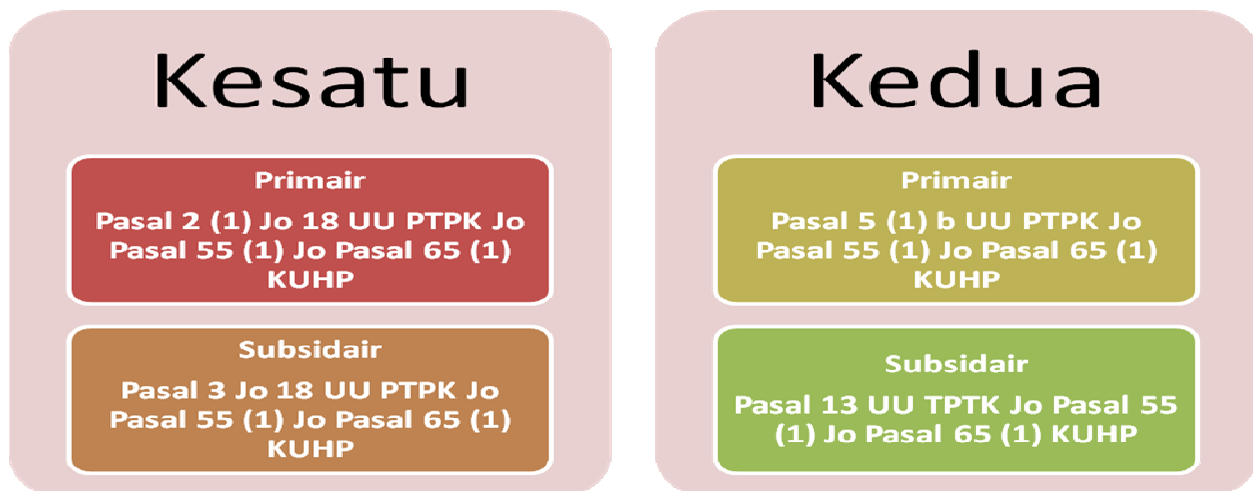 Kesatu
Primair
Pasal 2 (1) Jo 18 UU PTPK Jo
Pasal 55 (1) Jo Pasal 65 (1)
KUHP
Subsidair
Pasal 3 Jo 18 UU PTPK Jo
Pasal 55 (1) Jo Pasal 65 (1)
KUHP
Kedua
Primair
Pasal 5 (1) b UU PTPK Jo
Pasal 55 (1) Jo Pasal 65 (1)
KUHP
Subsidair
Pasal 13 UU TPTK Jo Pasal 55
(1) Jo Pasal 65 (1) KUHP